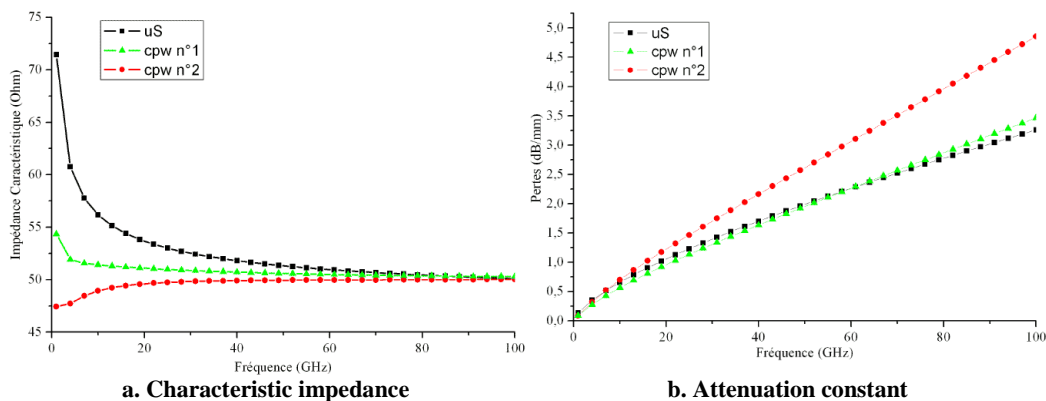 75
70
65
60
55
50
45
Impédance Caractéristique (Ohm)
uS
cpw n°1
cpw n°2
0
20
40
60
80
100
Fréquence (GHz)
a. Characteristic impedance
5,0
4,5
4,0
3,5
3,0
2,5
2,0
1,5
1,0
0,5
0,0
Pertes (dB/mm)
uS
cpw n°1
cpw n°2
0
20
40
60
80
100
Fréquence (GHz)
b. Attenuation constant